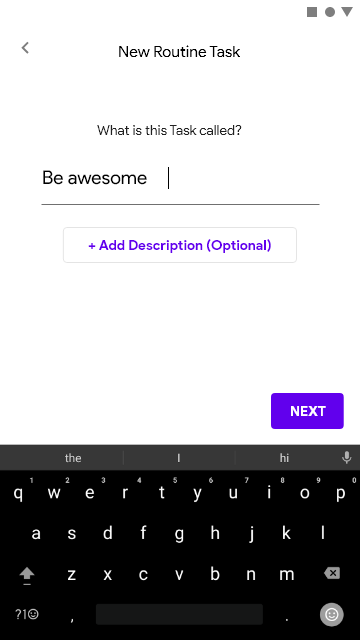 New Routine Task
What is this Task called?
Be awesome
+ Add Description (Optional)
NEXT
the I hi
1 2 3 4 5 6 7 8 9 0
q w e r t y u i o p
a s d f g h j k l
z x c v b n m
?1☺ , .